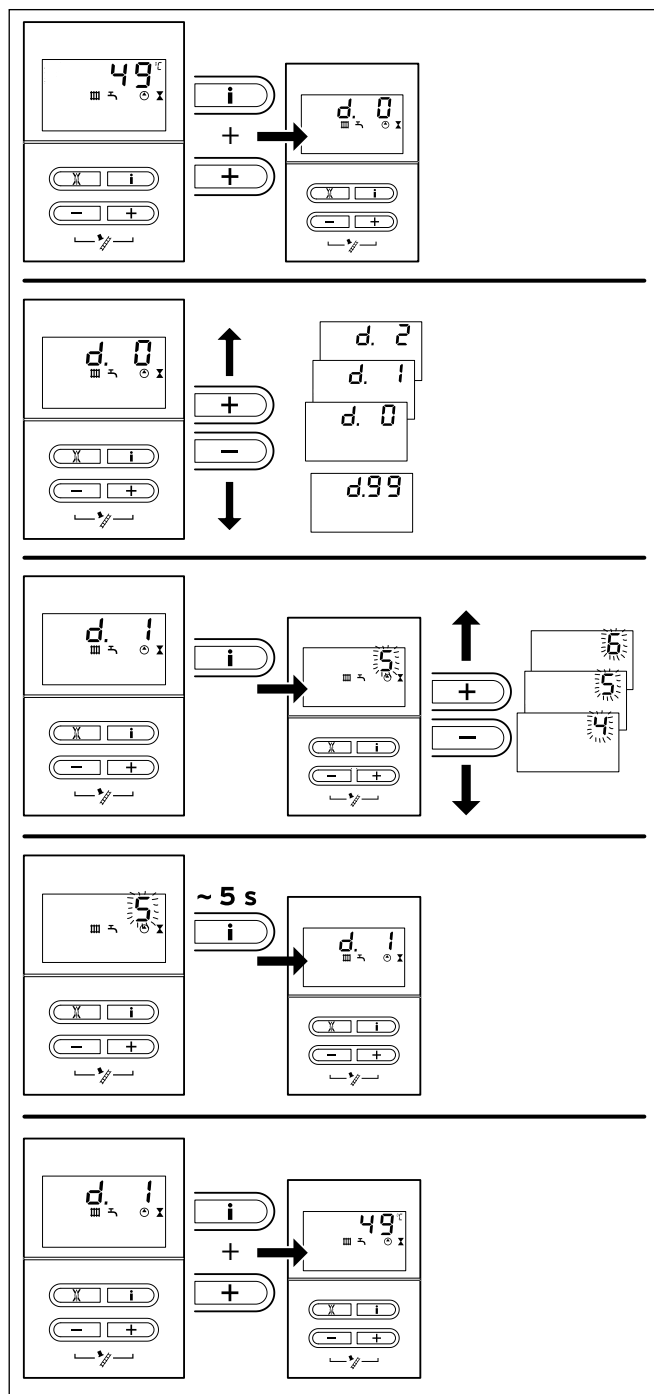 49 °C
i
+
+
d. 0
i
- +
i
- +
d. 0
+
-
i
- +
d. 2
d. 1
d. 0
d.99
d. 1
i
5
+
-
6
5
4
i
- +
i
- +
5
~ 5 s
i
d. 1
i
- +
i
- +
d. 1
i
+
+
49 °C
i
- +
i
- +